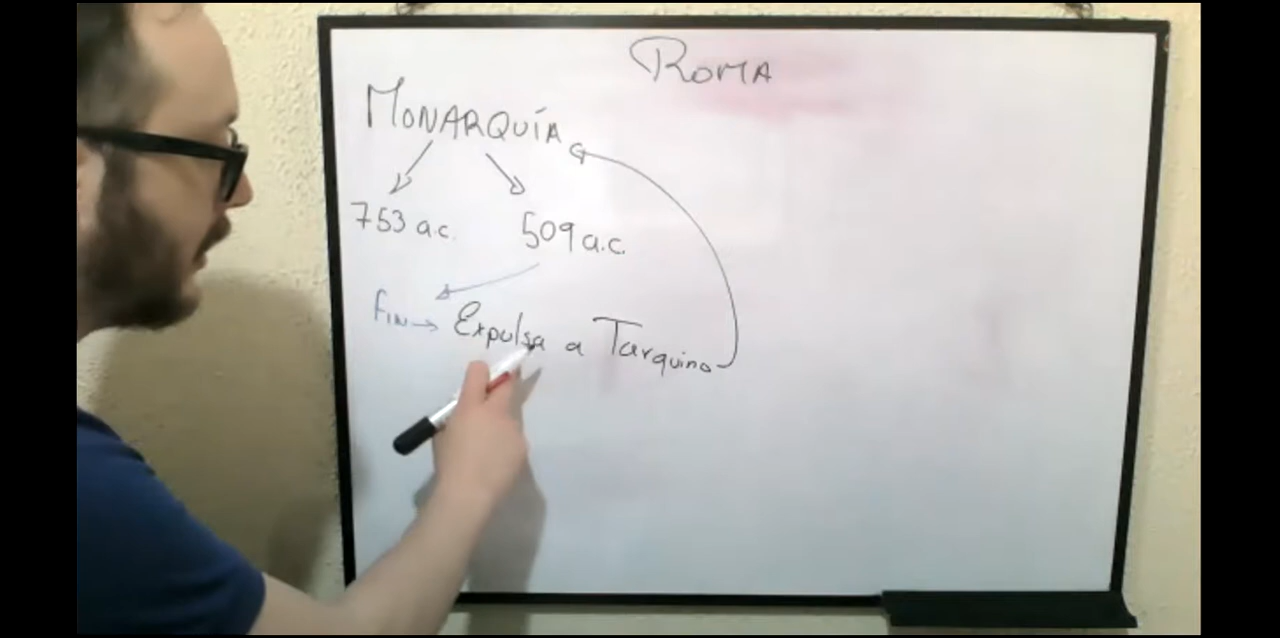 ROMA
MONARQUÍA
753 a.c.
509 a.c.
FIN → Expulsa a Tarquino